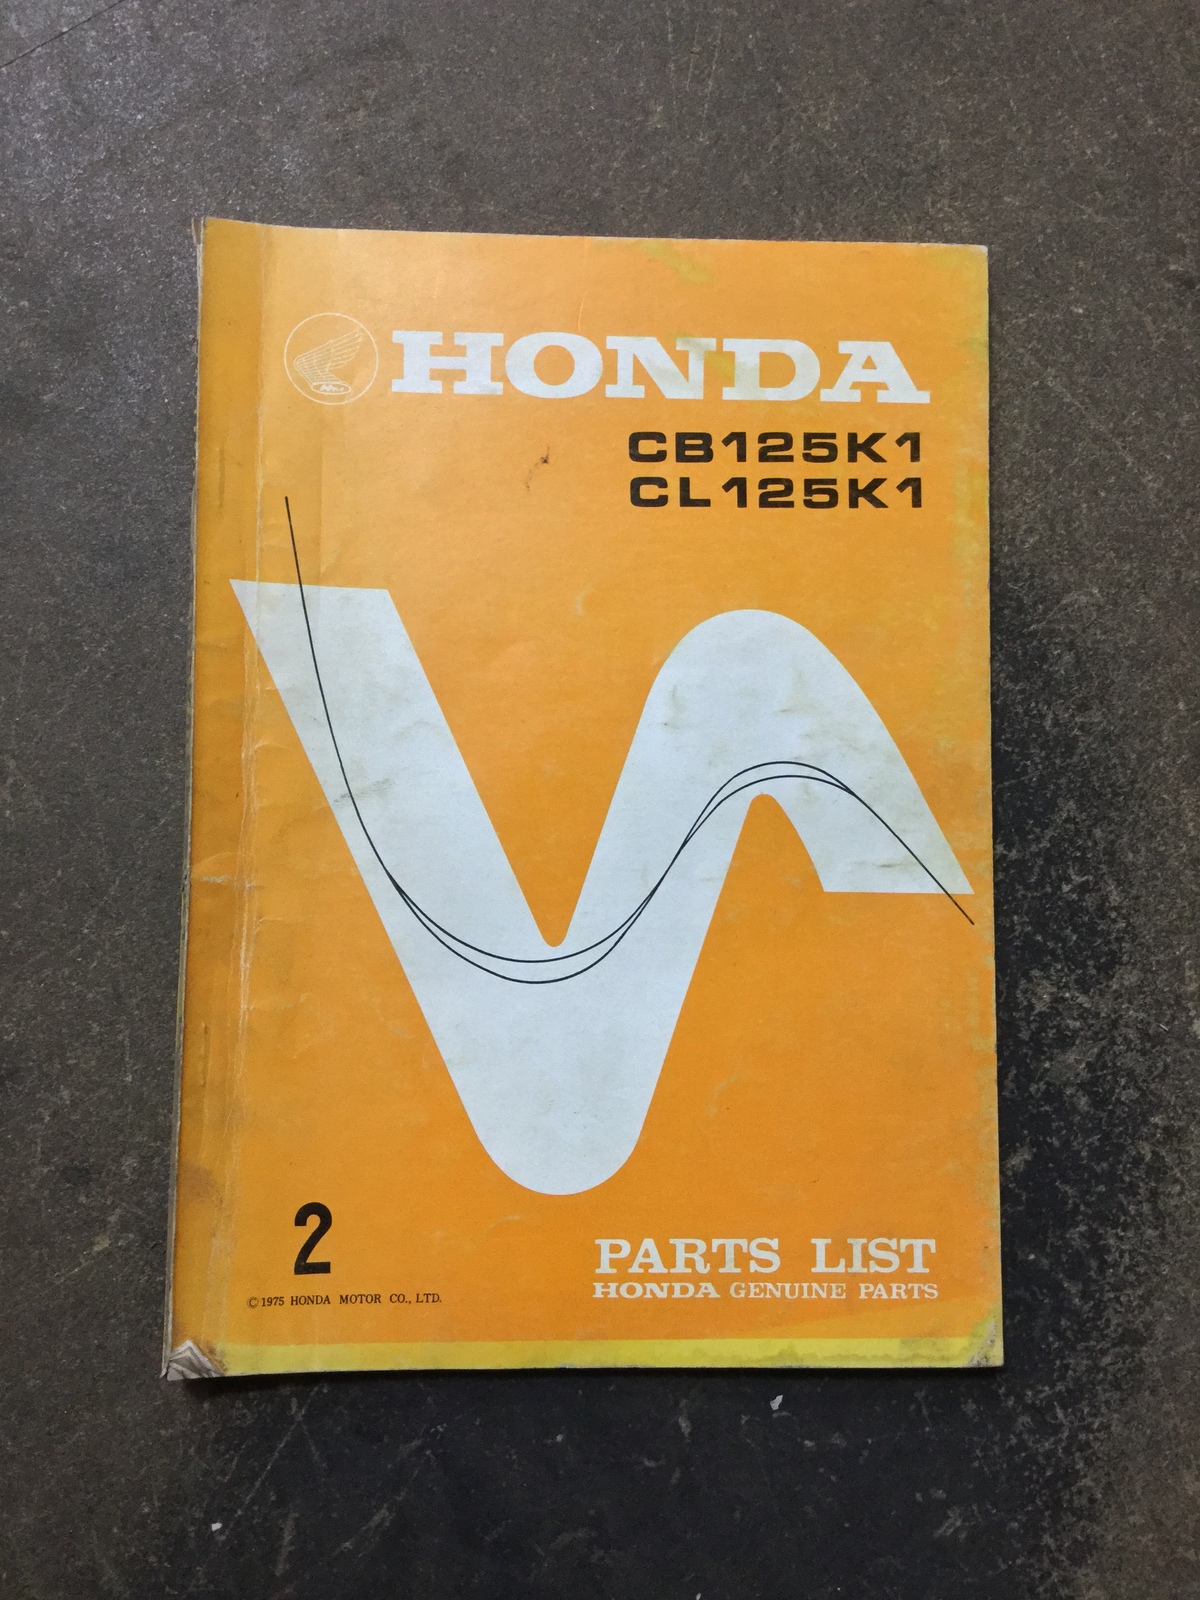 HONDA
CB125K1
CL125K1
2
©1975 HONDA MOTOR CO., LTD.
PARTS LIST
HONDA GENUINE PARTS